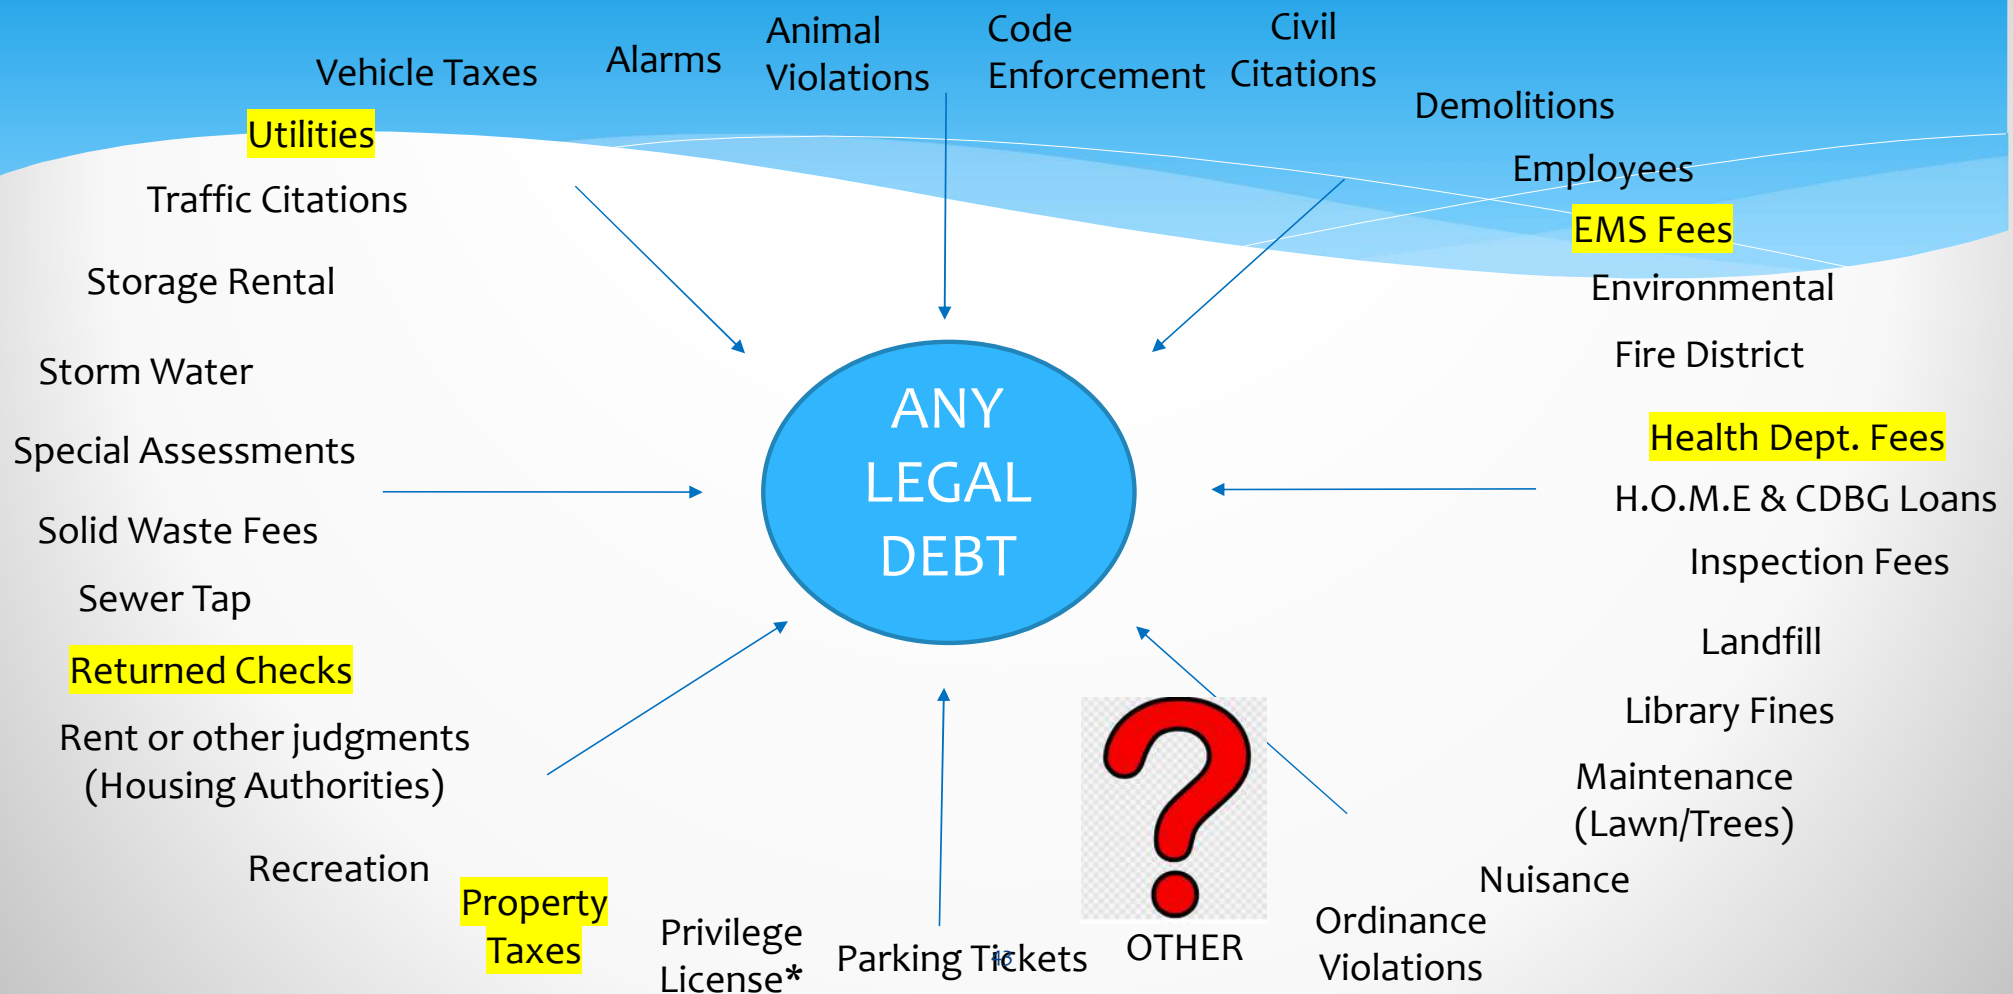 Vehicle Taxes
Alarms
Animal
Violations
Code
Enforcement
Civil
Citations
Demolitions
Employees
EMS Fees
Environmental
Fire District
Health Dept. Fees
H.O.M.E & CDBG Loans
Inspection Fees
Landfill
Library Fines
Maintenance
(Lawn/Trees)
Nuisance
Ordinance
Violations
OTHER
Parking Tickets
43
Privilege
License*
Property
Taxes
Recreation
Rent or other judgments
(Housing Authorities)
Returned Checks
Sewer Tap
Solid Waste Fees
Special Assessments
Storm Water
Storage Rental
Traffic Citations
Utilities
ANY
LEGAL
DEBT
?